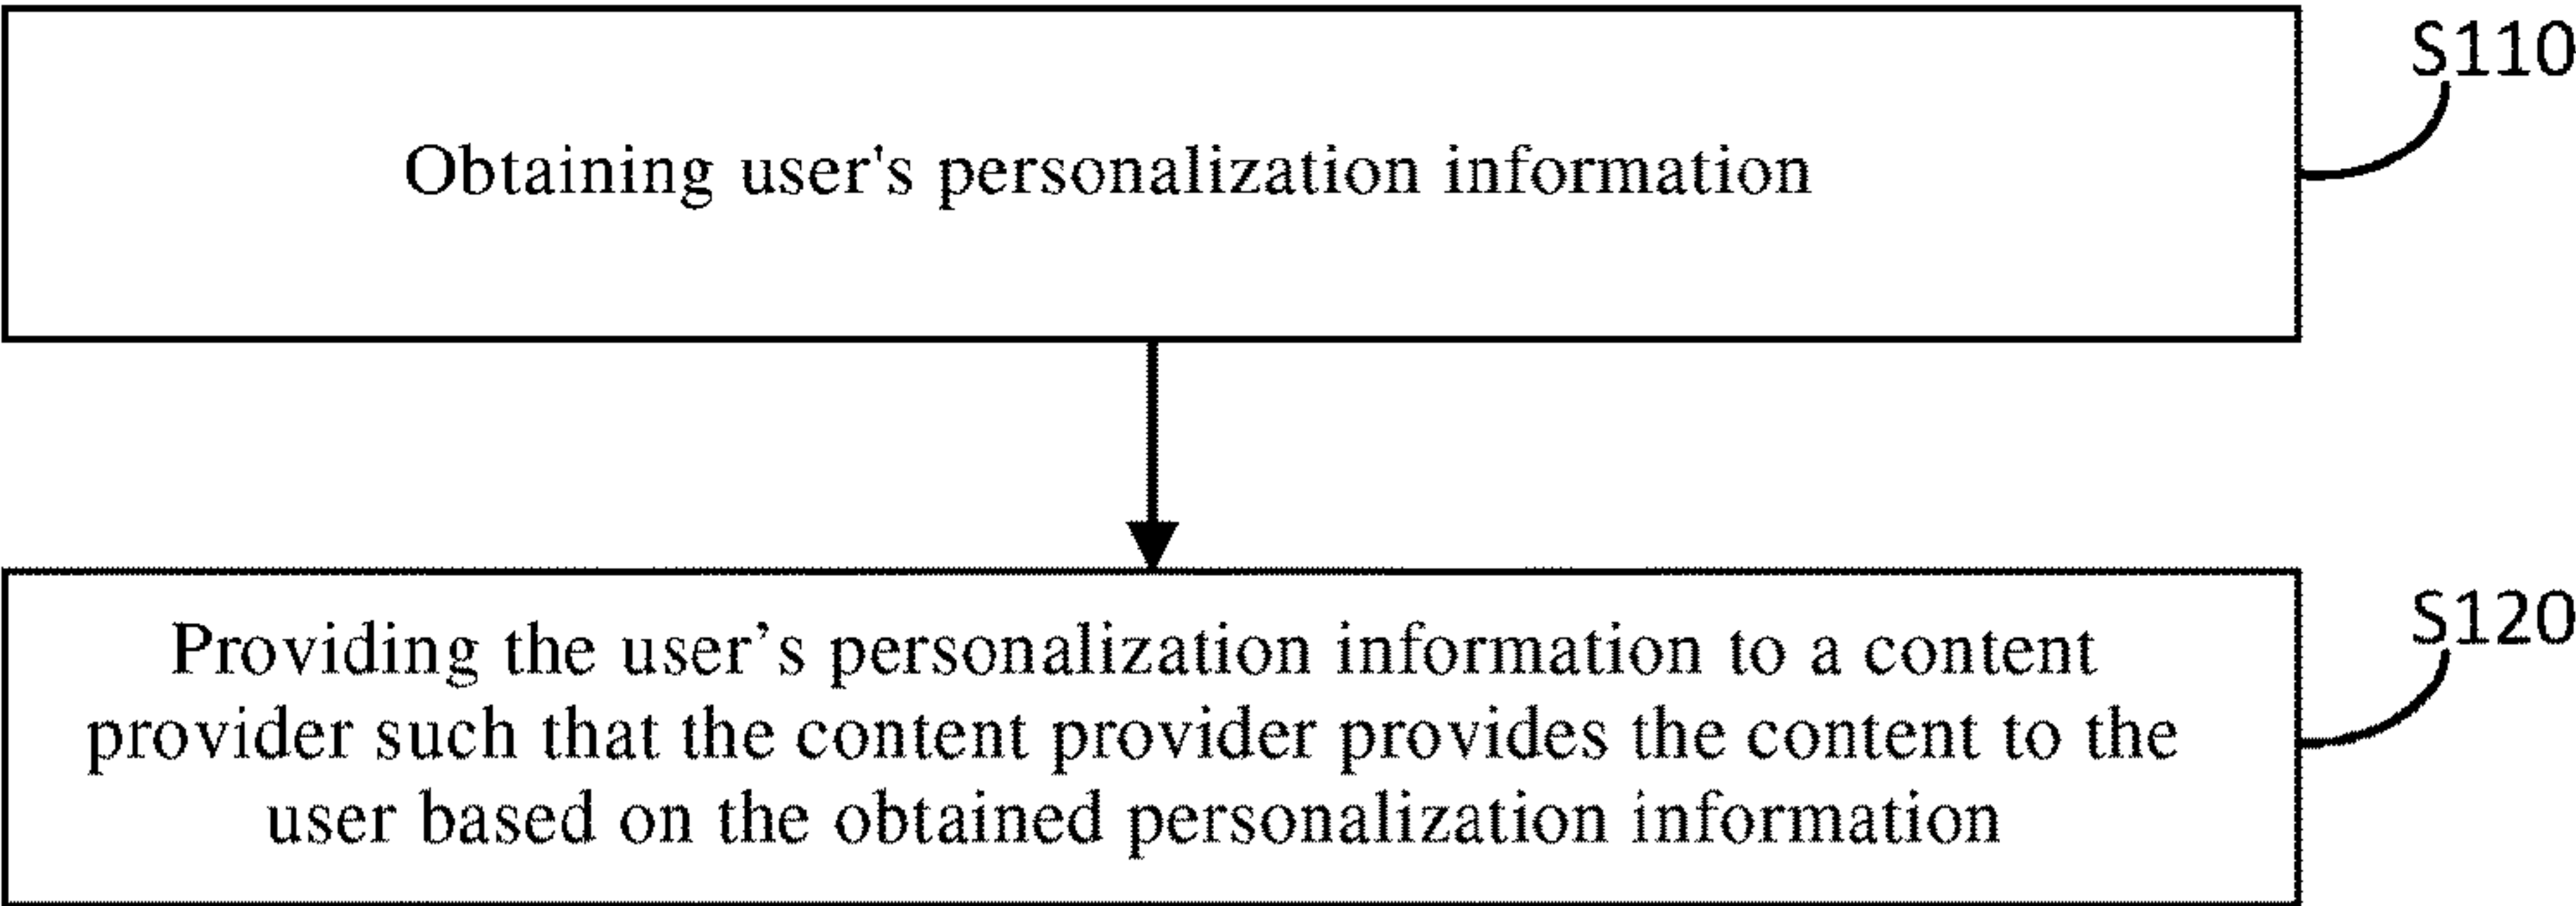 S110
Obtaining user's personalization information
S120
Providing the user’s personalization information to a content
provider such that the content provider provides the content to the
user based on the obtained personalization information